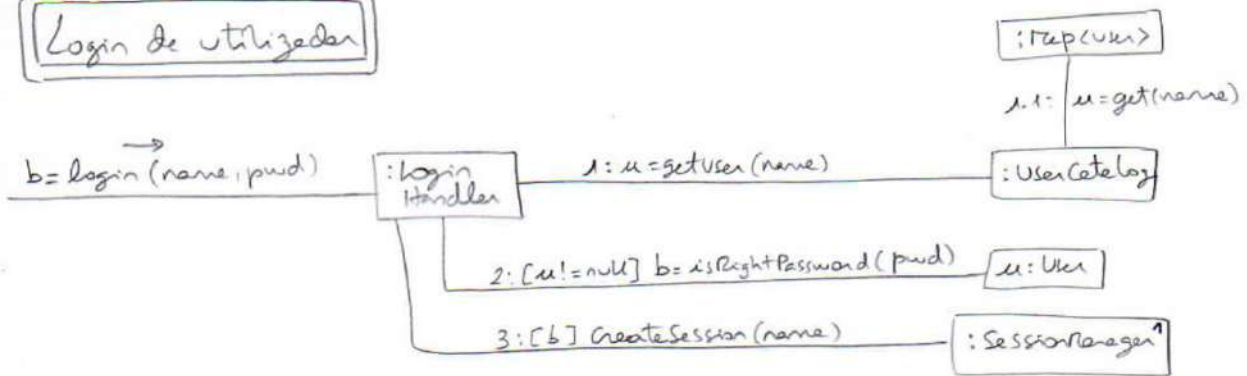 Login de utilizador
:Map<User>
1.1: u=get(name)
b= login (name, pwd)
:Login
Handler
1: u=getUser(name)
:UserCatalog
2: [u!=null] b= isRightPassword(pwd)
u: User
3: [b] CreateSession(name)
:SessionManager 1